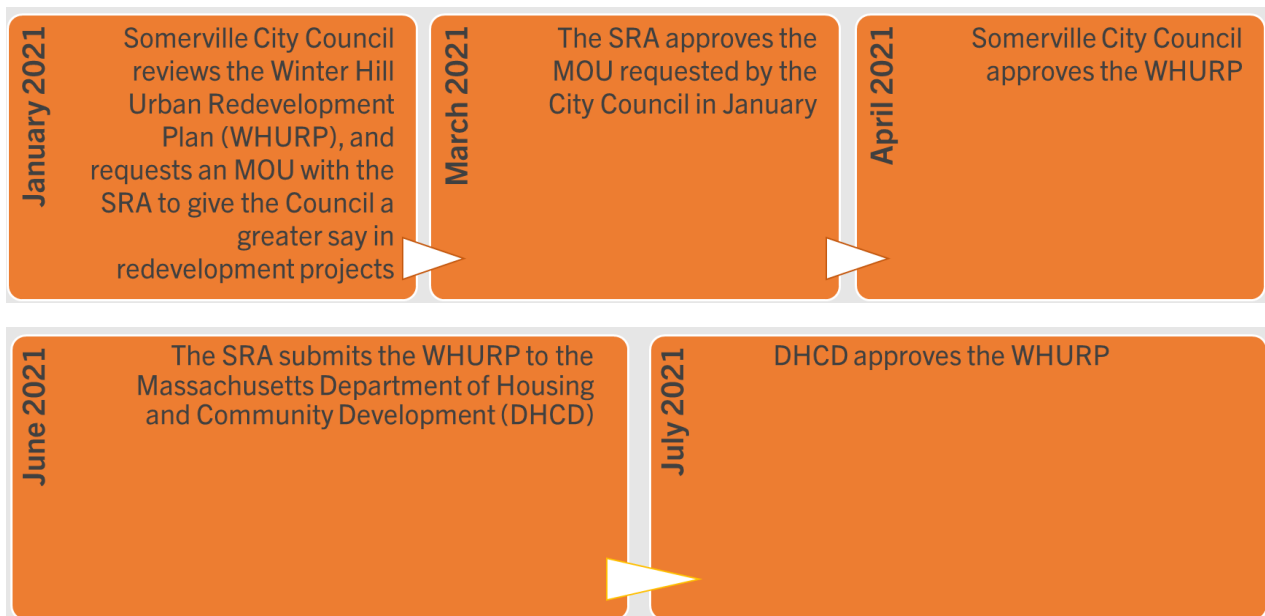 January 2021
Somerville City Council
reviews the Winter Hill
Urban Redevelopment
Plan (WHURP), and
requests an MOU with the
SRA to give the Council a
greater say in
redevelopment projects
March 2021
The SRA approves the
MOU requested by the
City Council in January
April 2021
Somerville City Council
approves the WHURP
June 2021
The SRA submits the WHURP to the
Massachusetts Department of Housing
and Community Development (DHCD)
July 2021
DHCD approves the WHURP